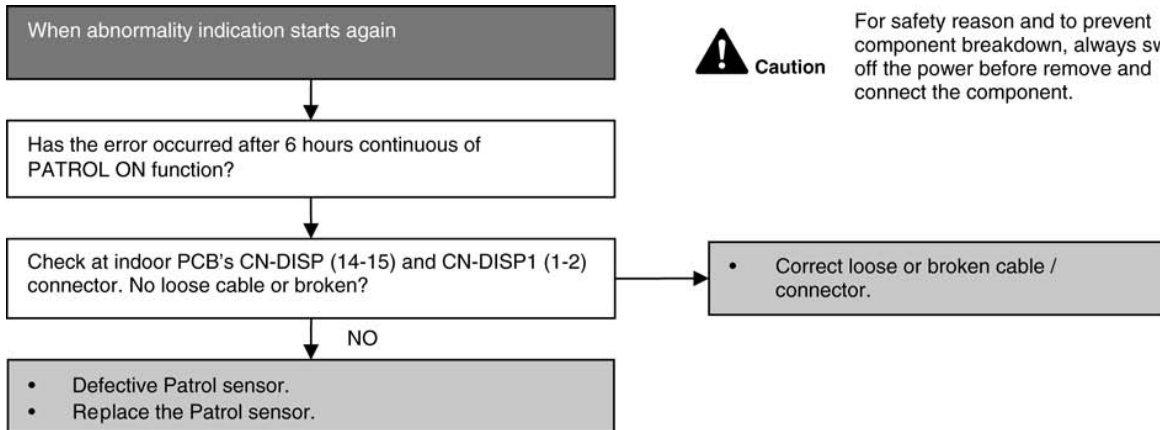 When abnormality indication starts again
For safety reason and to prevent
component breakdown, always
Caution
off the power before remove and
connect the component.
Has the error occurred after 6 hours continuous of
PATROL ON function?
Check at indoor PCB's CN-DISP (14-15) and CN-DISP1 (1-2)
connector. No loose cable or broken?
• Correct loose or broken cable /
connector.
NO
• Defective Patrol sensor.
• Replace the Patrol sensor.